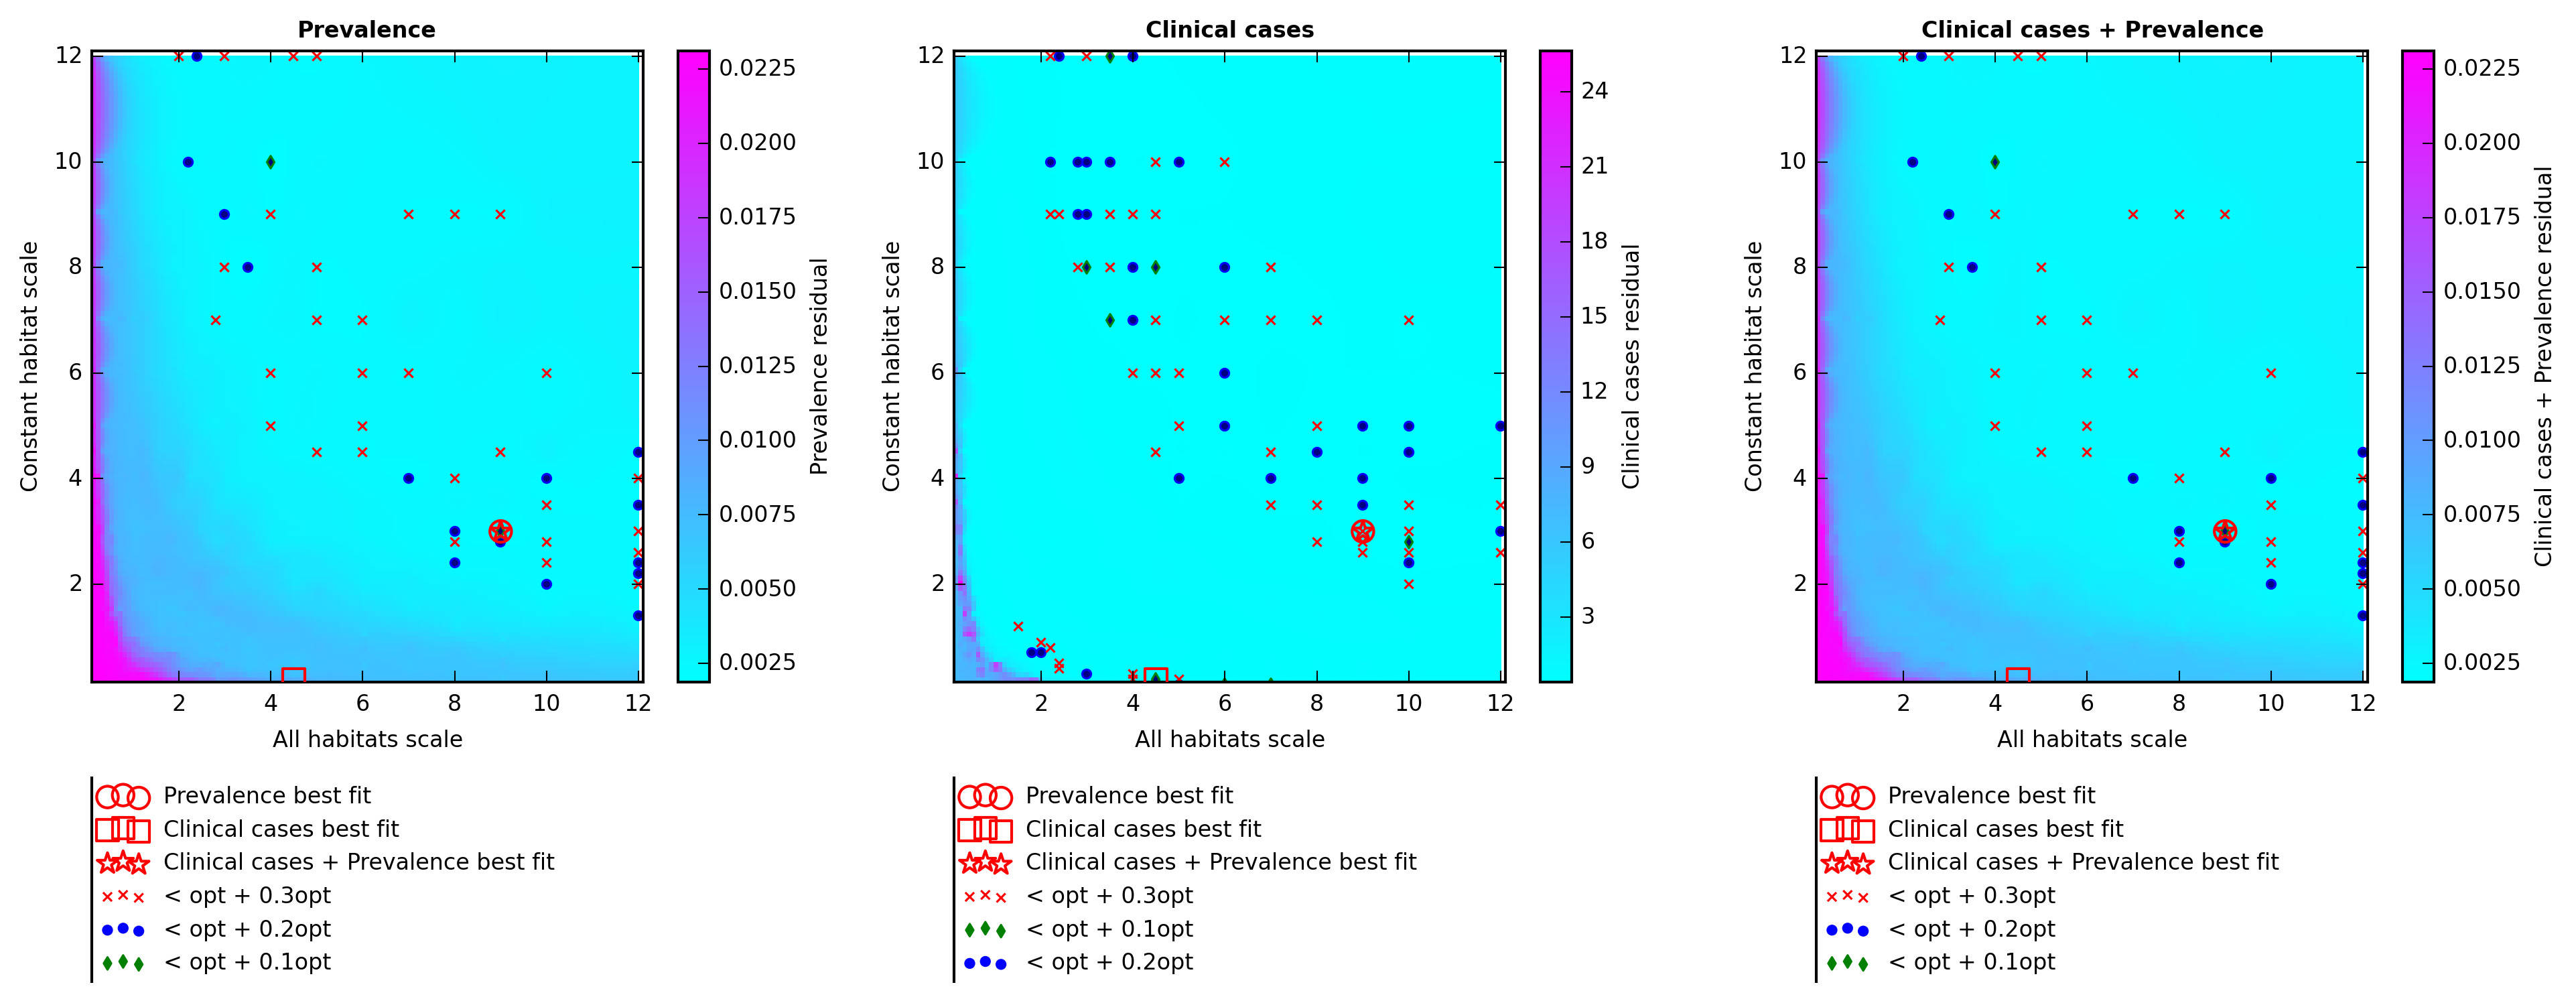 Prevalence
12
10
8
6
4
2
2 4 6 8 10 12
Constant habitat scale
All habitats scale
0.0225
0.0200
0.0175
0.0150
0.0125
0.0100
0.0075
0.0050
0.0025
Prevalence residual
Prevalence best fit
Clinical cases best fit
Clinical cases + Prevalence best fit
< opt + 0.3opt
< opt + 0.2opt
< opt + 0.1opt
Clinical cases
12
10
8
6
4
2
2 4 6 8 10 12
Constant habitat scale
All habitats scale
24
21
18
15
12
9
6
3
Clinical cases residual
Prevalence best fit
Clinical cases best fit
Clinical cases + Prevalence best fit
< opt + 0.3opt
< opt + 0.1opt
< opt + 0.2opt
Clinical cases + Prevalence
12
10
8
6
4
2
2 4 6 8 10 12
Constant habitat scale
All habitats scale
0.0225
0.0200
0.0175
0.0150
0.0125
0.0100
0.0075
0.0050
0.0025
Clinical cases + Prevalence residual
Prevalence best fit
Clinical cases best fit
Clinical cases + Prevalence best fit
< opt + 0.3opt
< opt + 0.2opt
< opt + 0.1opt